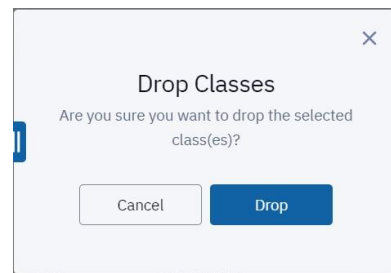 Drop Classes
Are you sure you want to drop the selected
class(es)?
Cancel Drop